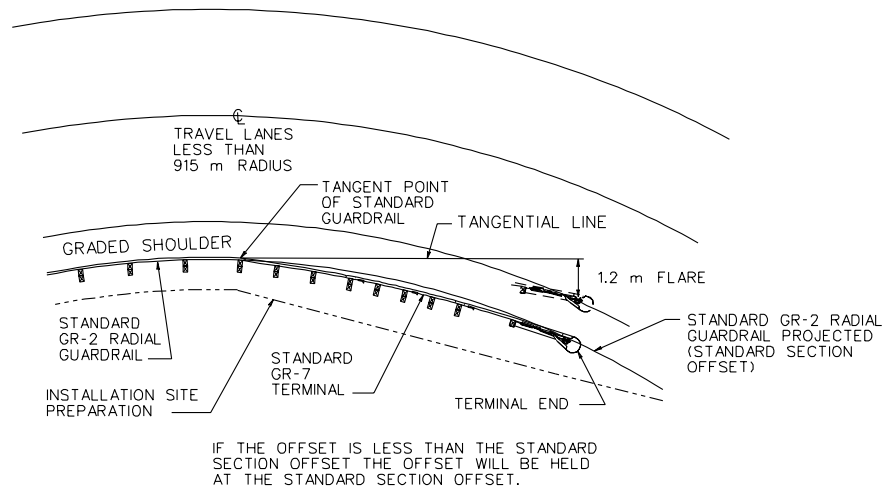 ℄
TRAVEL LANES
LESS THAN
915 m RADIUS
TANGENT POINT
OF STANDARD
GUARDRAIL
TANGENTIAL LINE
GRADED SHOULDER
1.2 m FLARE
STANDARD
GR-2 RADIAL
GUARDRAIL
STANDARD
GR-7
TERMINAL
STANDARD GR-2 RADIAL
GUARDRAIL PROJECTED
(STANDARD SECTION
OFFSET)
INSTALLATION SITE
PREPARATION
TERMINAL END
IF THE OFFSET IS LESS THAN THE STANDARD
SECTION OFFSET THE OFFSET WILL BE HELD
AT THE STANDARD SECTION OFFSET.